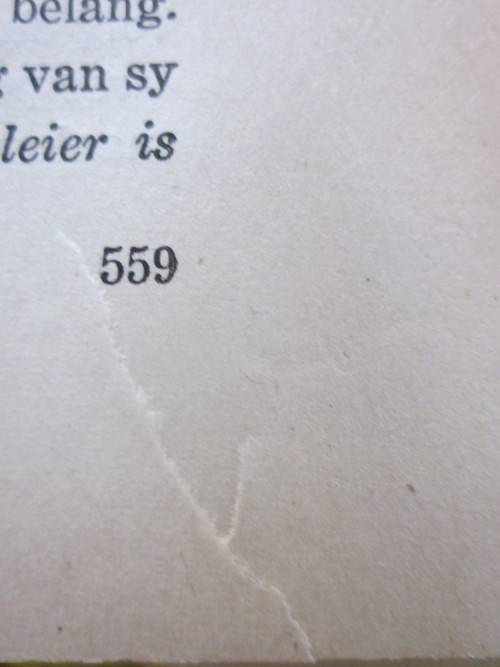 belang.
van sy
leier is
559